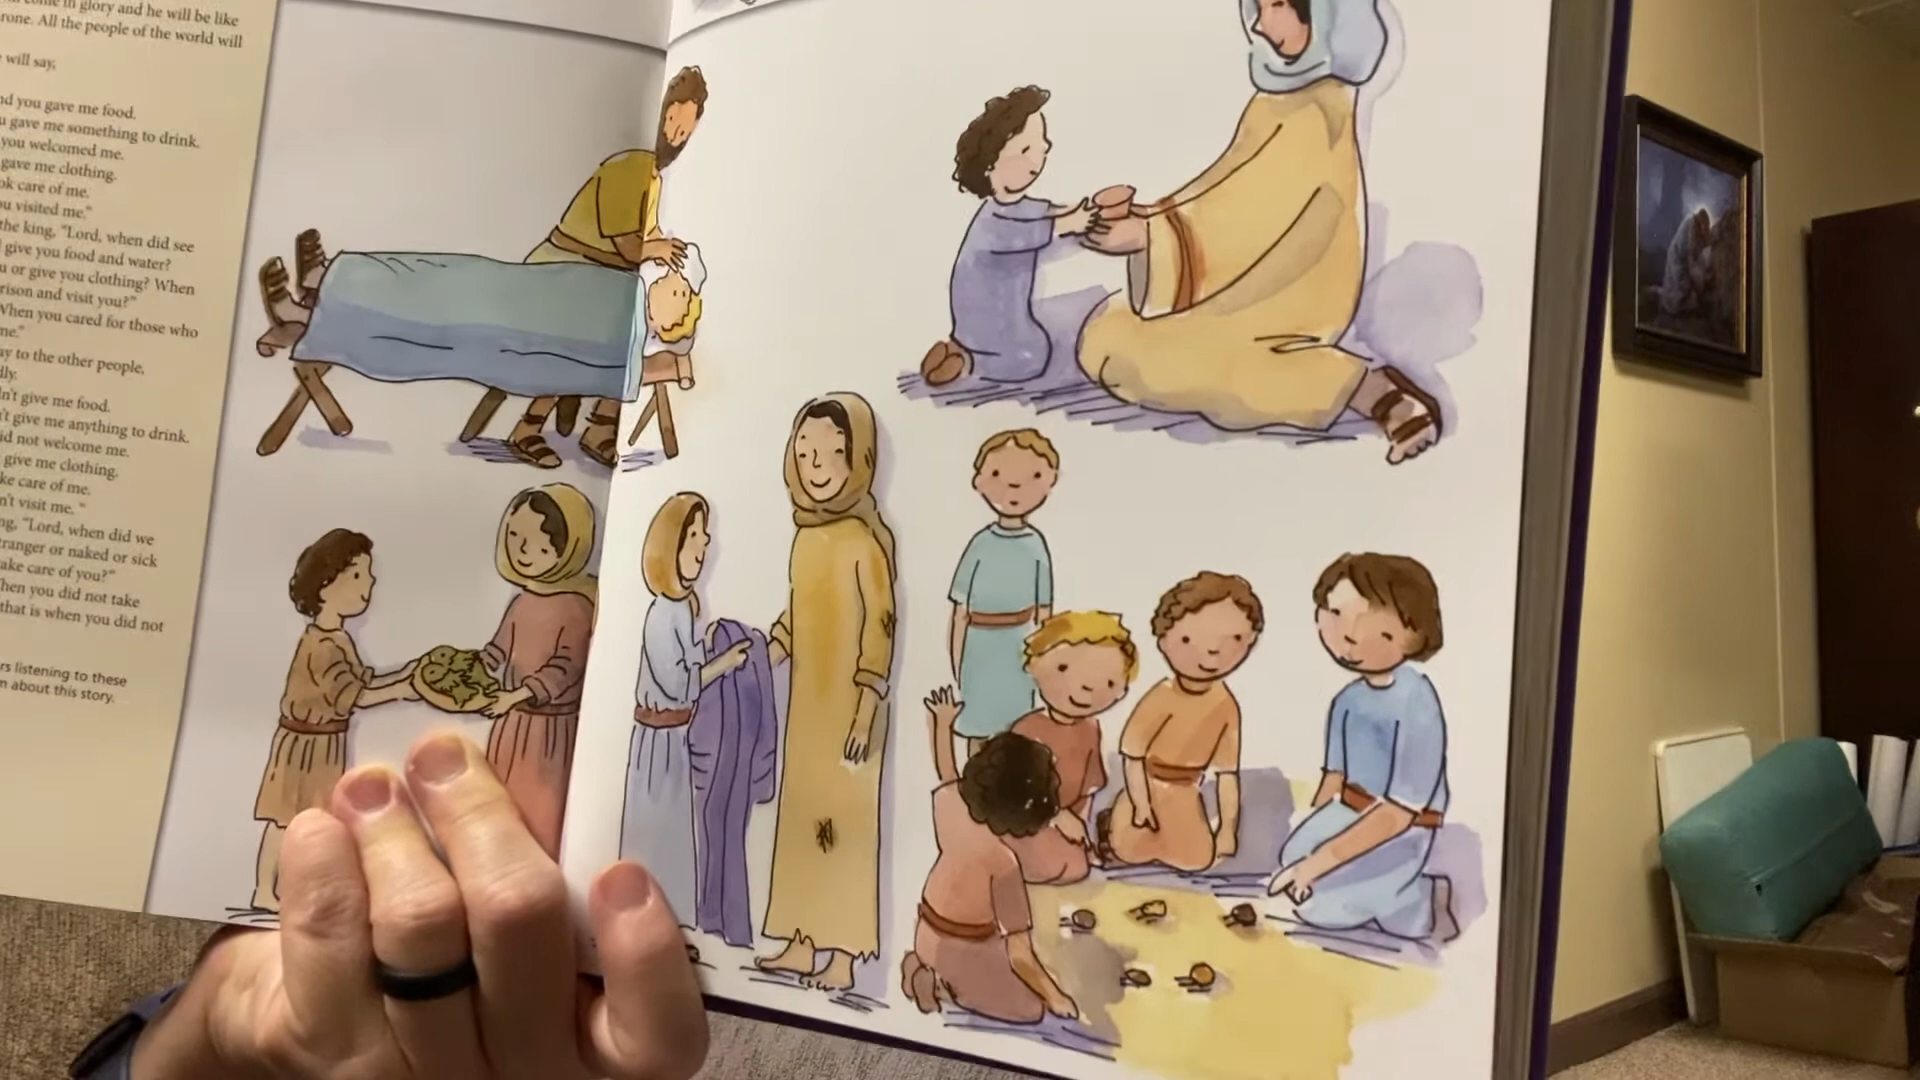 come in glory and he will be like
rone. All the people of the world will
will say,
nd you gave me food.
u gave me something to drink.
you welcomed me.
gave me clothing.
ok care of me.
ou visited me."
the king, "Lord, when did see
give you food and water?
u or give you clothing? When
rison and visit you?"
When you cared for those who
me."
ay to the other people,
lly.
dn't give me food.
't give me anything to drink.
id not welcome me.
give me clothing.
ke care of me.
n't visit me. "
ng, "Lord, when did we
tranger or naked or sick
ake care of you?"
hen you did not take
that is when you did not
rs listening to these
n about this story.